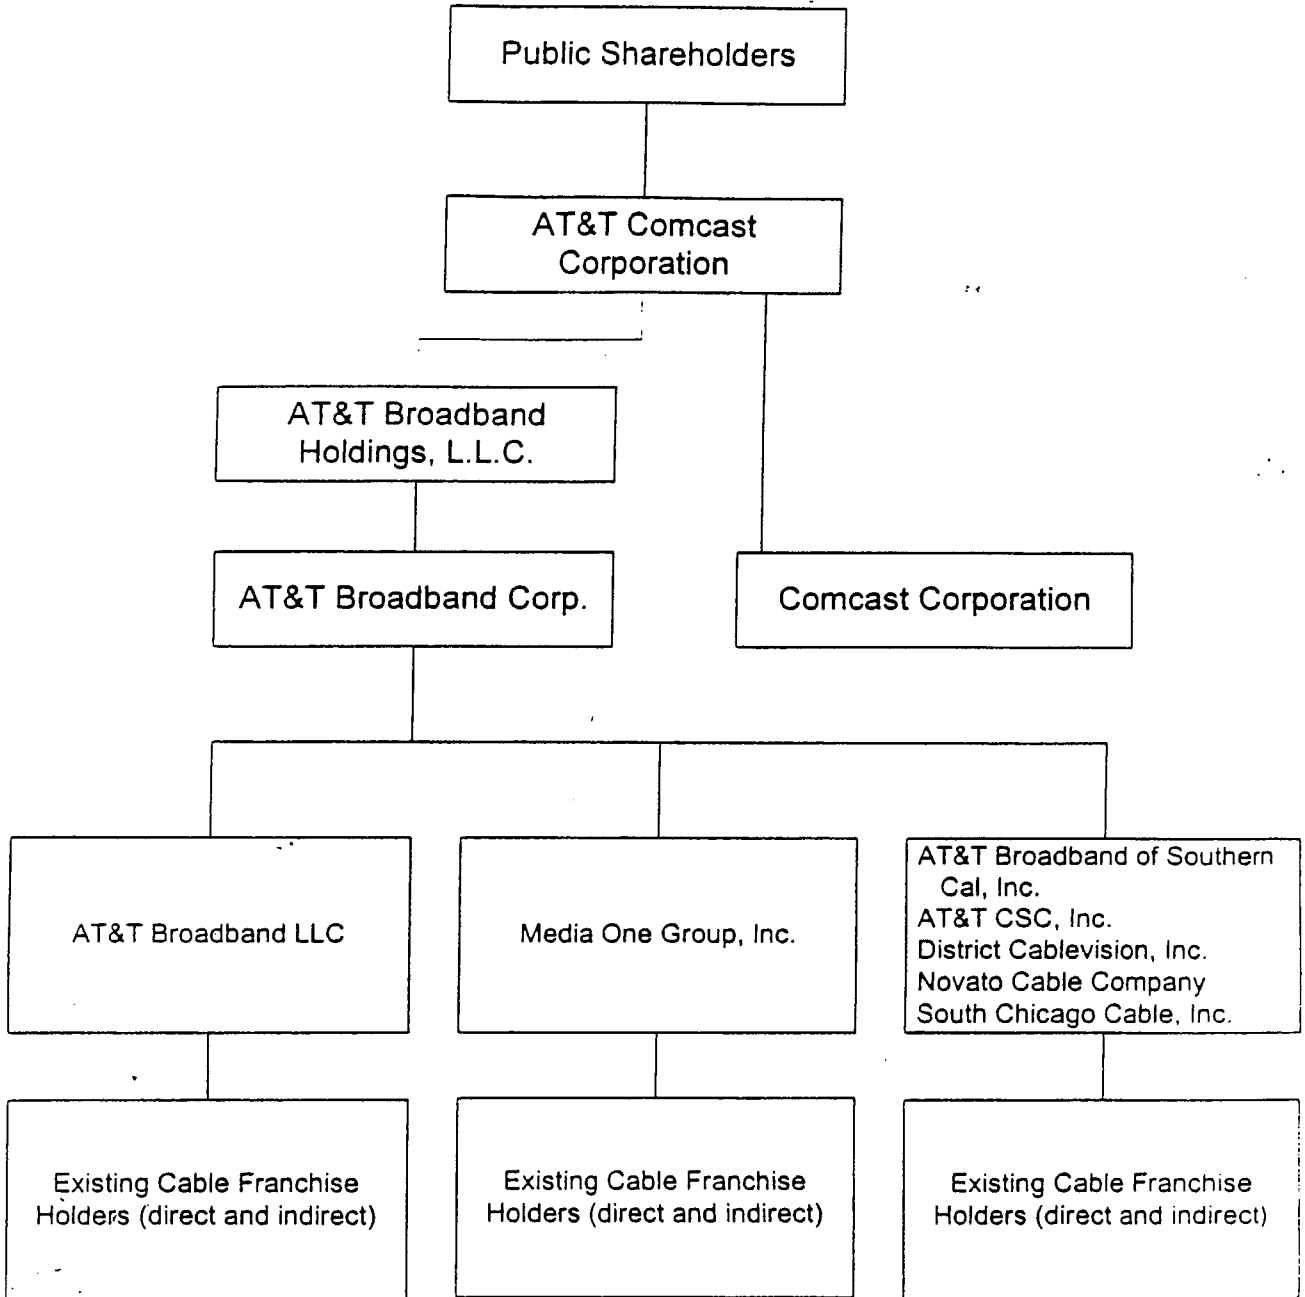 Public Shareholders
AT&T Comcast
Corporation
AT&T Broadband
Holdings, L.L.C.
AT&T Broadband Corp.
Comcast Corporation
AT&T Broadband LLC
Media One Group, Inc.
AT&T Broadband of Southern
Cal, Inc.
AT&T CSC, Inc.
District Cablevision, Inc.
Novato Cable Company
South Chicago Cable, Inc.
Existing Cable Franchise
Holders (direct and indirect)
Existing Cable Franchise
Holders (direct and indirect)
Existing Cable Franchise
Holders (direct and indirect)